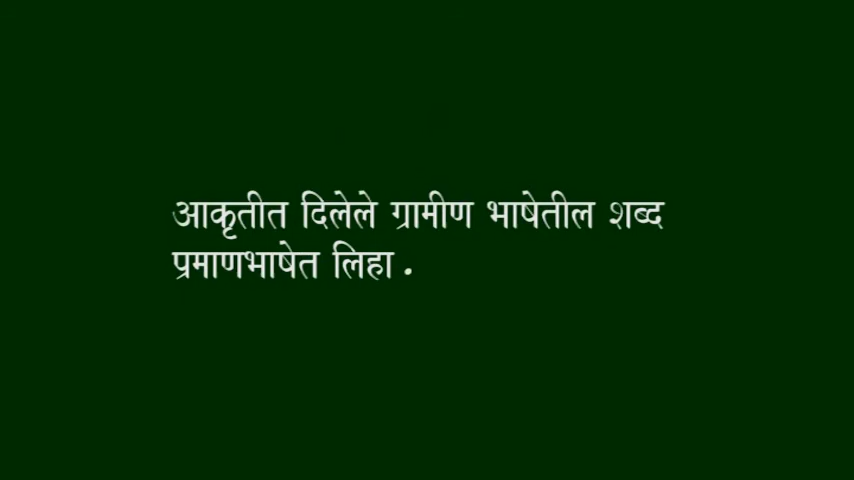 आकृतीत दिलेले ग्रामीण भाषेतील शब्द
प्रमाणभाषेत लिहा .